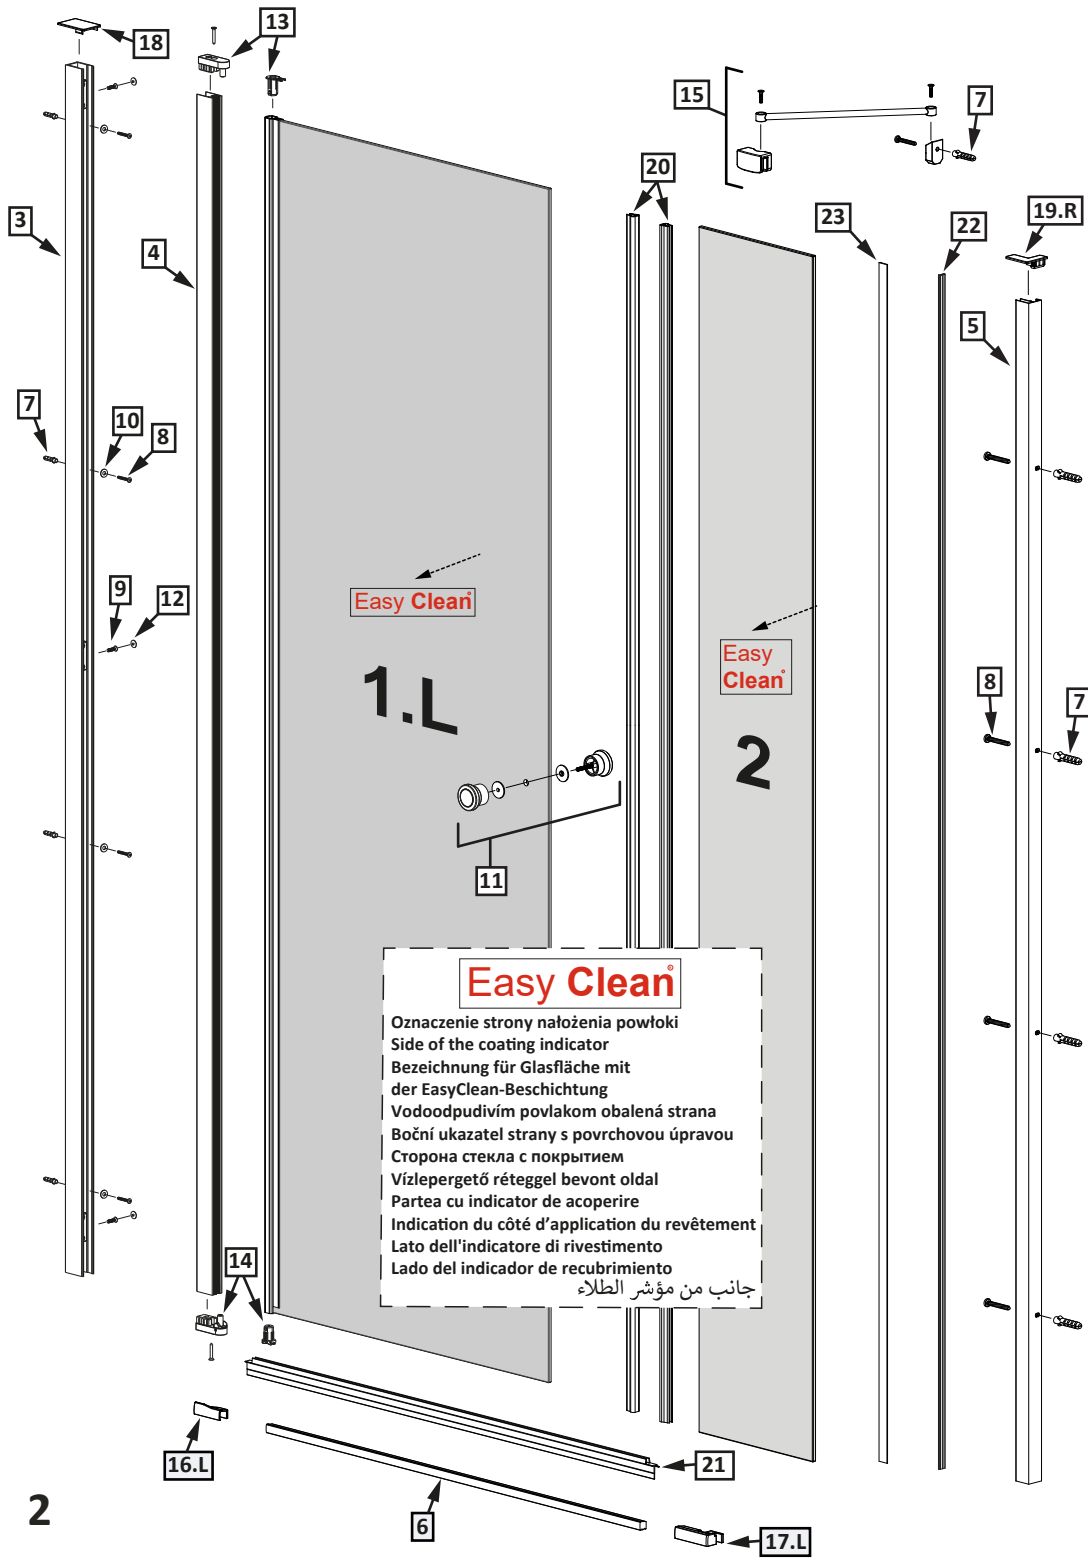 13
18
15
7
20
19.R
3
4
23
22
5
7
10
8
9
12
Easy Clean
Easy
Clean
1.L
2
8
7
11
Easy Clean®
Oznaczenie strony nałożenia powłoki
Side of the coating indicator
Bezeichnung für Glasfläche mit
der EasyClean-Beschichtung
Vodoodpudivím povlakom obalená strana
Boční ukazatel strany s povrchovou úpravou
Сторона стекла с покрытием
Vízlepergető réteggel bevont oldal
Partea cu indicator de acoperire
Indication du côté d’application du revêtement
Lato dell'indicatore di rivestimento
Lado del indicador de recubrimiento
جانب من مؤشر الطلاء
14
16.L
21
6
17.L
2